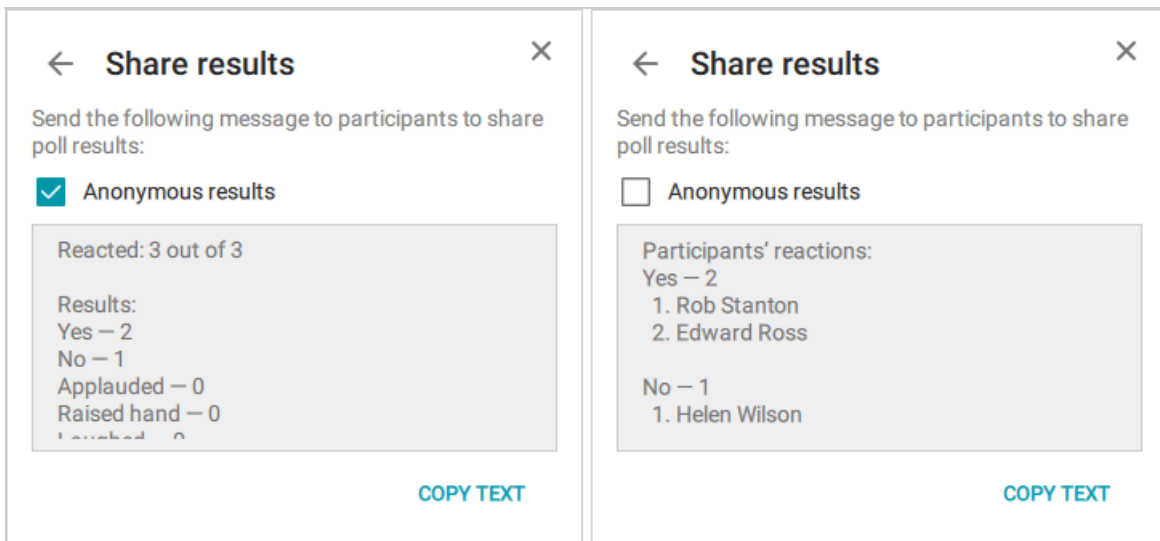 Share results
Send the following message to participants to share
poll results:
Anonymous results
Reacted: 3 out of 3
Results:
Yes — 2
No — 1
Applauded — 0
Raised hand — 0
COPY TEXT
Share results
Send the following message to participants to share
poll results:
Anonymous results
Participants’ reactions:
Yes — 2
1. Rob Stanton
2. Edward Ross
No — 1
1. Helen Wilson
COPY TEXT